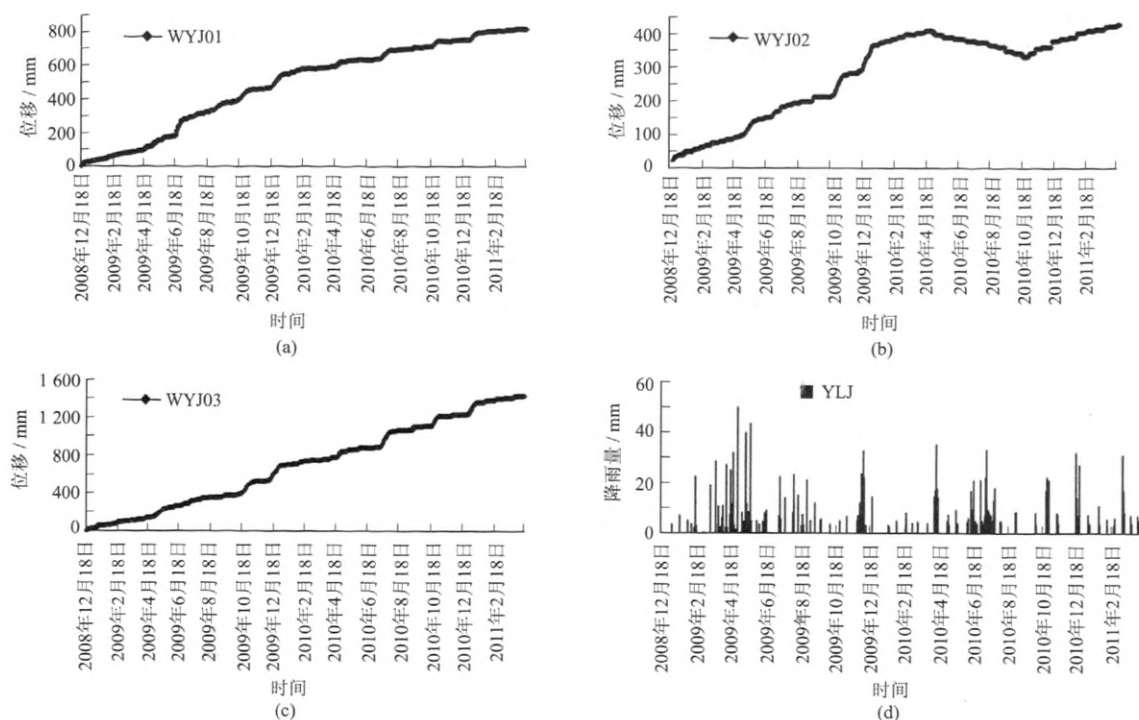 800
600
400
200
0
位移 / mm
WYJ01
2008年12月18日
2009年2月18日
2009年4月18日
2009年6月18日
2009年8月18日
2009年10月18日
2009年12月18日
2010年2月18日
2010年4月18日
2010年6月18日
2010年8月18日
2010年10月18日
2010年12月18日
2011年2月18日
时间
(a)
400
300
200
100
0
位移 / mm
WYJ02
2008年12月18日
2009年2月18日
2009年4月18日
2009年6月18日
2009年8月18日
2009年10月18日
2009年12月18日
2010年2月18日
2010年4月18日
2010年6月18日
2010年8月18日
2010年10月18日
2010年12月18日
2011年2月18日
时间
(b)
1 600
1 200
800
400
0
位移 / mm
WYJ03
2008年12月18日
2009年2月18日
2009年4月18日
2009年6月18日
2009年8月18日
2009年10月18日
2009年12月18日
2010年2月18日
2010年4月18日
2010年6月18日
2010年8月18日
2010年10月18日
2010年12月18日
2011年2月18日
时间
(c)
60
40
20
0
降雨量 / mm
YLJ
2008年12月18日
2009年2月18日
2009年4月18日
2009年6月18日
2009年8月18日
2009年10月18日
2009年12月18日
2010年2月18日
2010年4月18日
2010年6月18日
2010年8月18日
2010年10月18日
2010年12月18日
2011年2月18日
时间
(d)